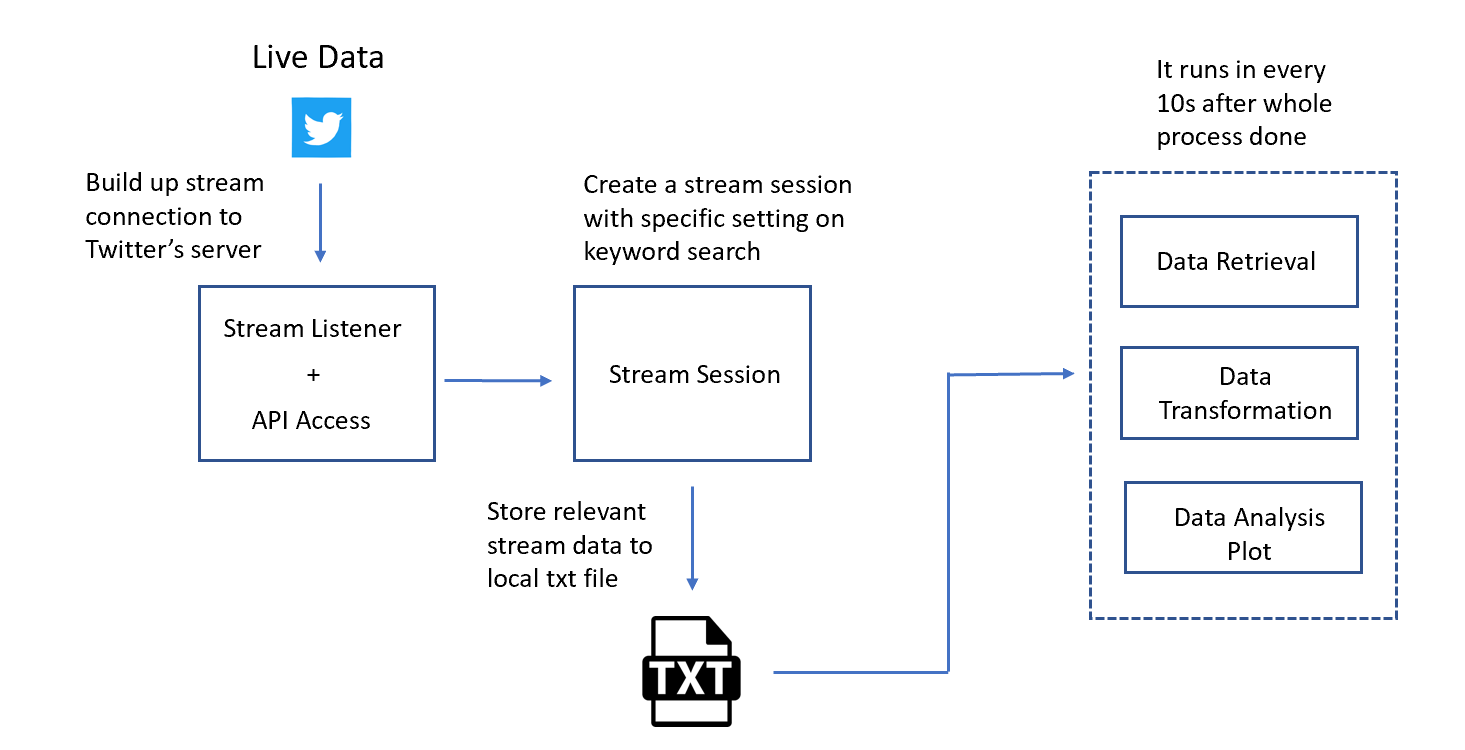 Live Data
Build up stream
connection to
Twitter’s server
Stream Listener
+
API Access
Create a stream session
with specific setting on
keyword search
Stream Session
Store relevant
stream data to
local txt file
TXT
It runs in every
10s after whole
process done
Data Retrieval
Data
Transformation
Data Analysis
Plot